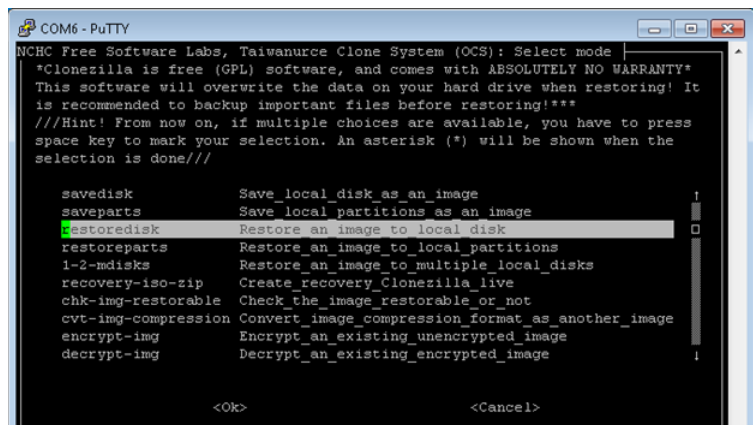 COM6 - PuTTY
NCHC Free Software Labs, Taiwanurce Clone System (OCS): Select mode
*Clonezilla is free (GPL) software, and comes with ABSOLUTELY NO WARRANTY*
This software will overwrite the data on your hard drive when restoring! It
is recommended to backup important files before restoring!***
///Hint! From now on, if multiple choices are available, you have to press
space key to mark your selection. An asterisk (*) will be shown when the
selection is done///
savedisk Save_local_disk_as_an_image
saveparts Save_local_partitions_as_an_image
restoredisk Restore_an_image_to_local_disk
restoreparts Restore_an_image_to_local_partitions
1-2-mdisks Restore_an_image_to_multiple_local_disks
recovery-iso-zip Create_recovery_Clonezilla_live
chk-img-restorable Check_the_image_restorable_or_not
cvt-img-compression Convert_image_compression_format_as_another_image
encrypt-img Encrypt_an_existing_unencrypted_image
decrypt-img Decrypt_an_existing_encrypted_image
<Ok> <Cancel>